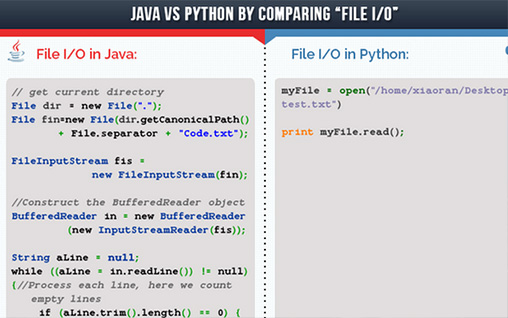 JAVA VS PYTHON BY COMPARING “FILE I/O”
File I/O in Java:
// get current directory
File dir = new File(".");
File fin=new File(dir.getCanonicalPath()
+ File.separator + "Code.txt");
FileInputStream fis =
new FileInputStream(fin);
//Construct the BufferedReader object
BufferedReader in = new BufferedReader
(new InputStreamReader(fis));
String aLine = null;
while ((aLine = in.readLine()) != null)
{//Process each line, here we count
empty lines
if (aLine.trim().length() == 0) {
File I/O in Python:
myFile = open("/home/xiaoran/Desktop
test.txt")
print myFile.read();